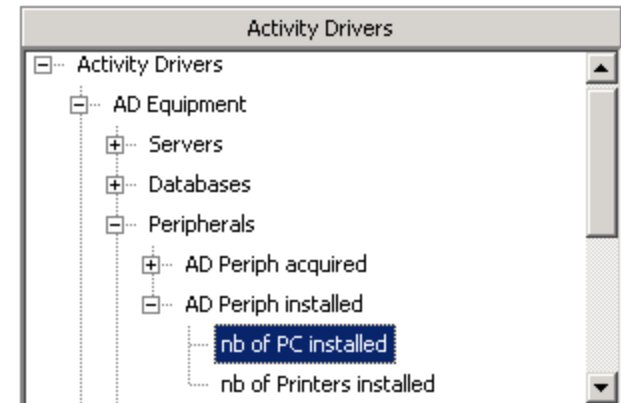 Activity Drivers
Activity Drivers
AD Equipment
Servers
Databases
Peripherals
AD Periph acquired
AD Periph installed
nb of PC installed
nb of Printers installed